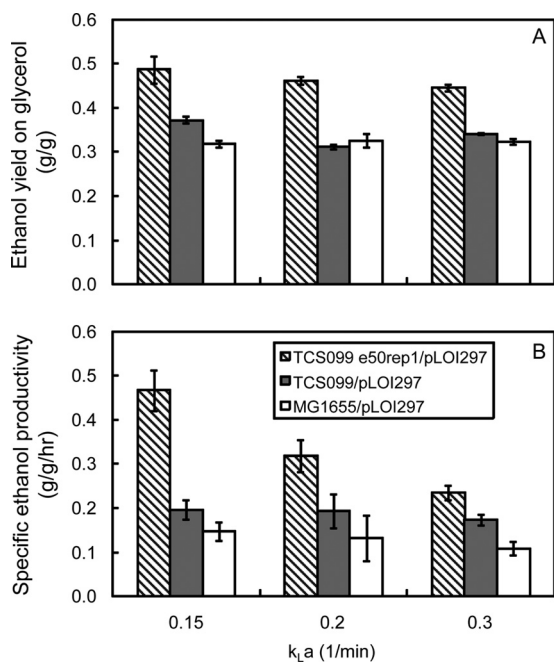 Ethanol yield on glycerol
(g/g)
0.6
0.5
0.4
0.3
0.2
0.1
0.0
A
Specific ethanol productivity
(g/g/hr)
0.6
0.5
0.4
0.3
0.2
0.1
0.0
B
TCS099 e50rep1/pLOI297
TCS099/pLOI297
MG1655/pLOI297
0.15
0.2
0.3
kLa (1/min)